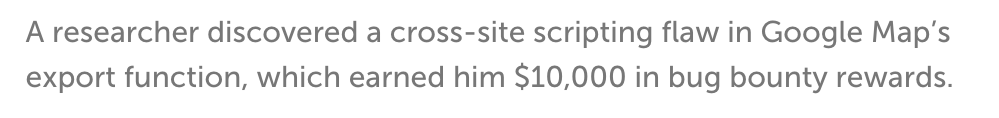 A researcher discovered a cross-site scripting flaw in Google Map’s
export function, which earned him $10,000 in bug bounty rewards.